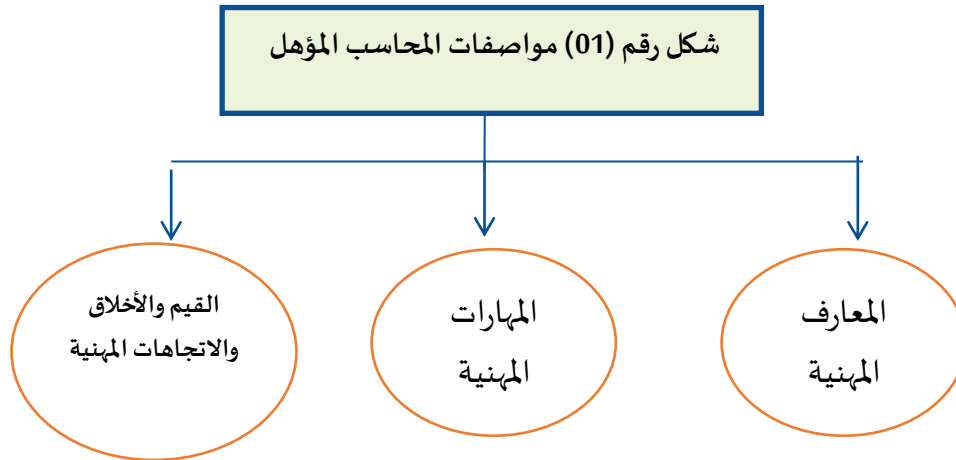 شكل رقم (01) مواصفات المحاسب المؤهل
المعارف
المهنية
المهارات
المهنية
القيم والأخلاق
والاتجاهات المهنية